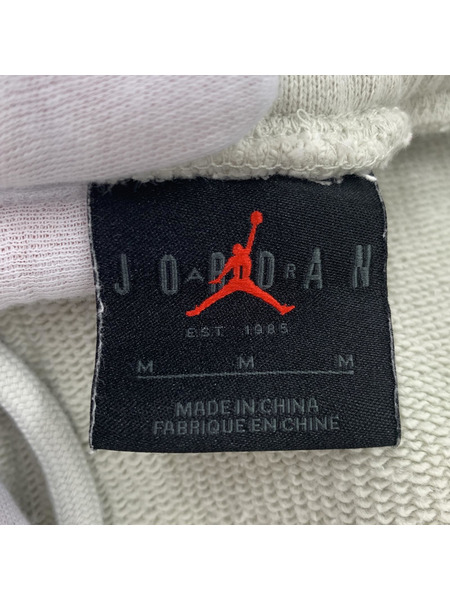 JORDAN
AIR
EST. 1985
M M M
MADE IN CHINA
FABRIQUE EN CHINE